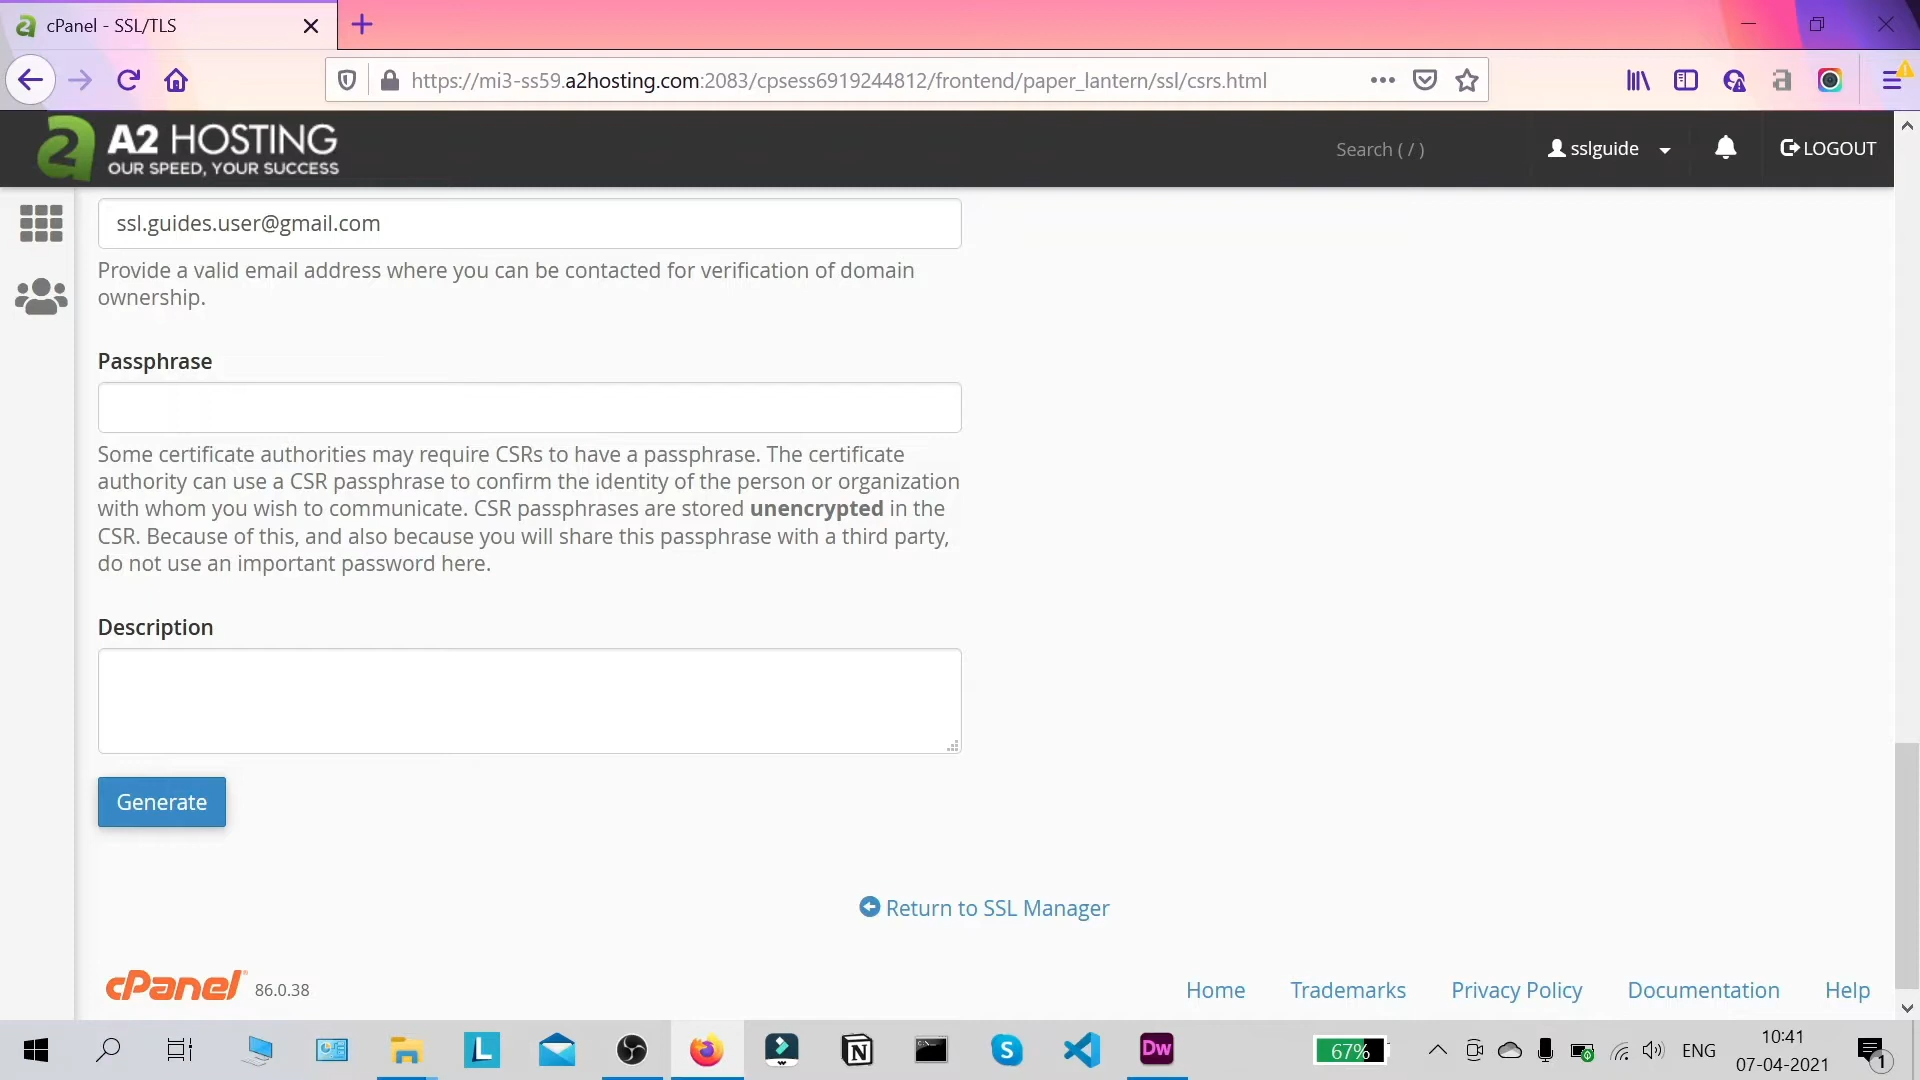 cPanel - SSL/TLS
https://mi3-ss59.a2hosting.com:2083/cpsess6919244812/frontend/paper_lantern/ssl/csrs.html
A2 HOSTING
OUR SPEED, YOUR SUCCESS
Search ( / )
sslguide
LOGOUT
ssl.guides.user@gmail.com
Provide a valid email address where you can be contacted for verification of domain
ownership.
Passphrase
Some certificate authorities may require CSRs to have a passphrase. The certificate
authority can use a CSR passphrase to confirm the identity of the person or organization
with whom you wish to communicate. CSR passphrases are stored unencrypted in the
CSR. Because of this, and also because you will share this passphrase with a third party,
do not use an important password here.
Description
Generate
Return to SSL Manager
cPanel 86.0.38
Home Trademarks Privacy Policy Documentation Help
L
N
S
Dw
67%
ENG
10:41
07-04-2021
1